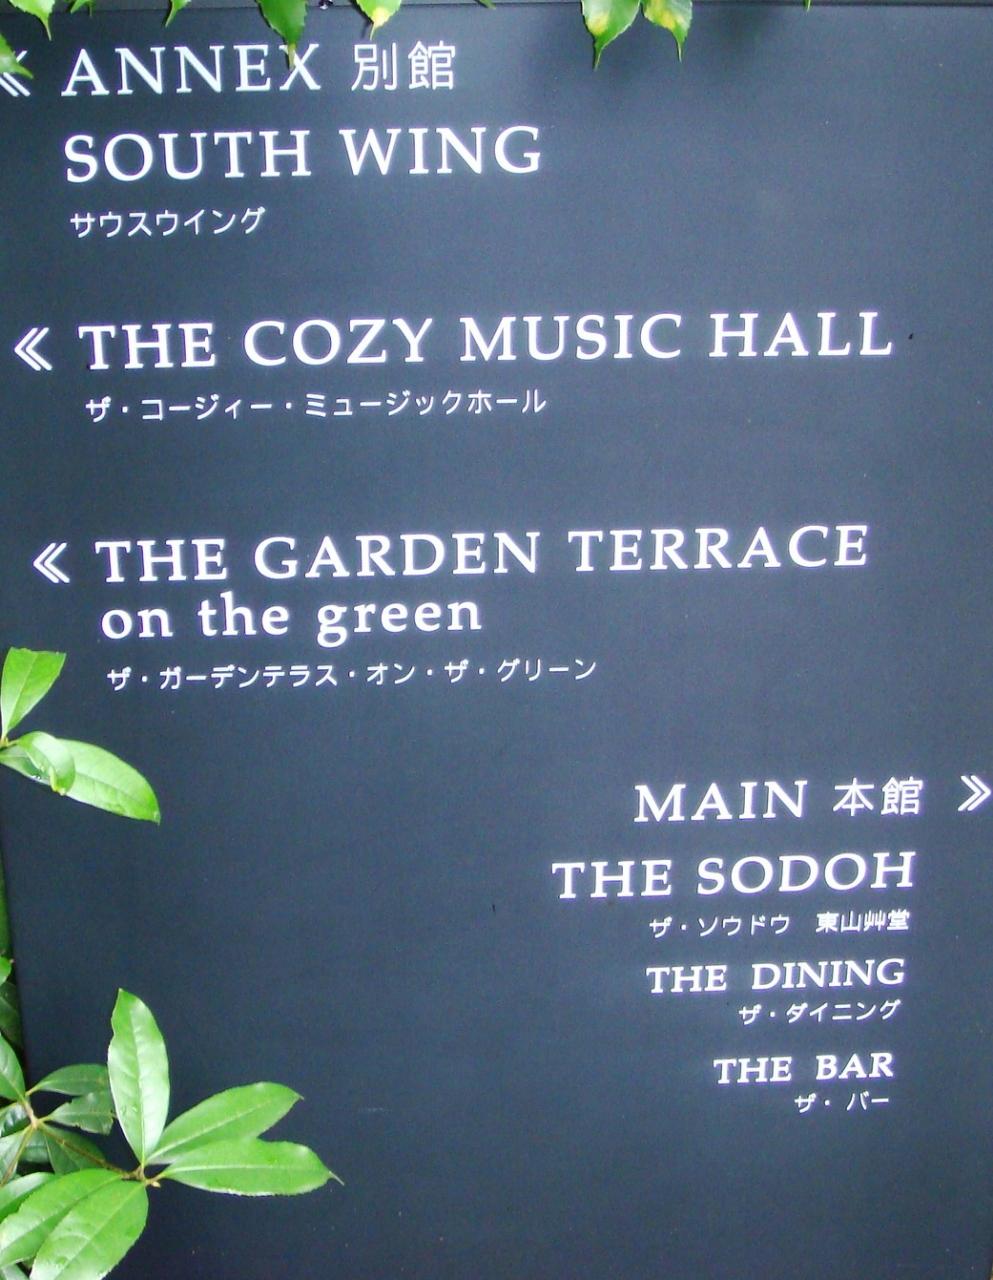 « ANNEX 別館
SOUTH WING
サウスウイング
« THE COZY MUSIC HALL
ザ・コージィー・ミュージックホール
« THE GARDEN TERRACE
on the green
ザ・ガーデンテラス・オン・ザ・グリーン
MAIN 本館 »
THE SODOH
ザ・ソウドウ 東山艸堂
THE DINING
ザ・ダイニング
THE BAR
ザ・バー